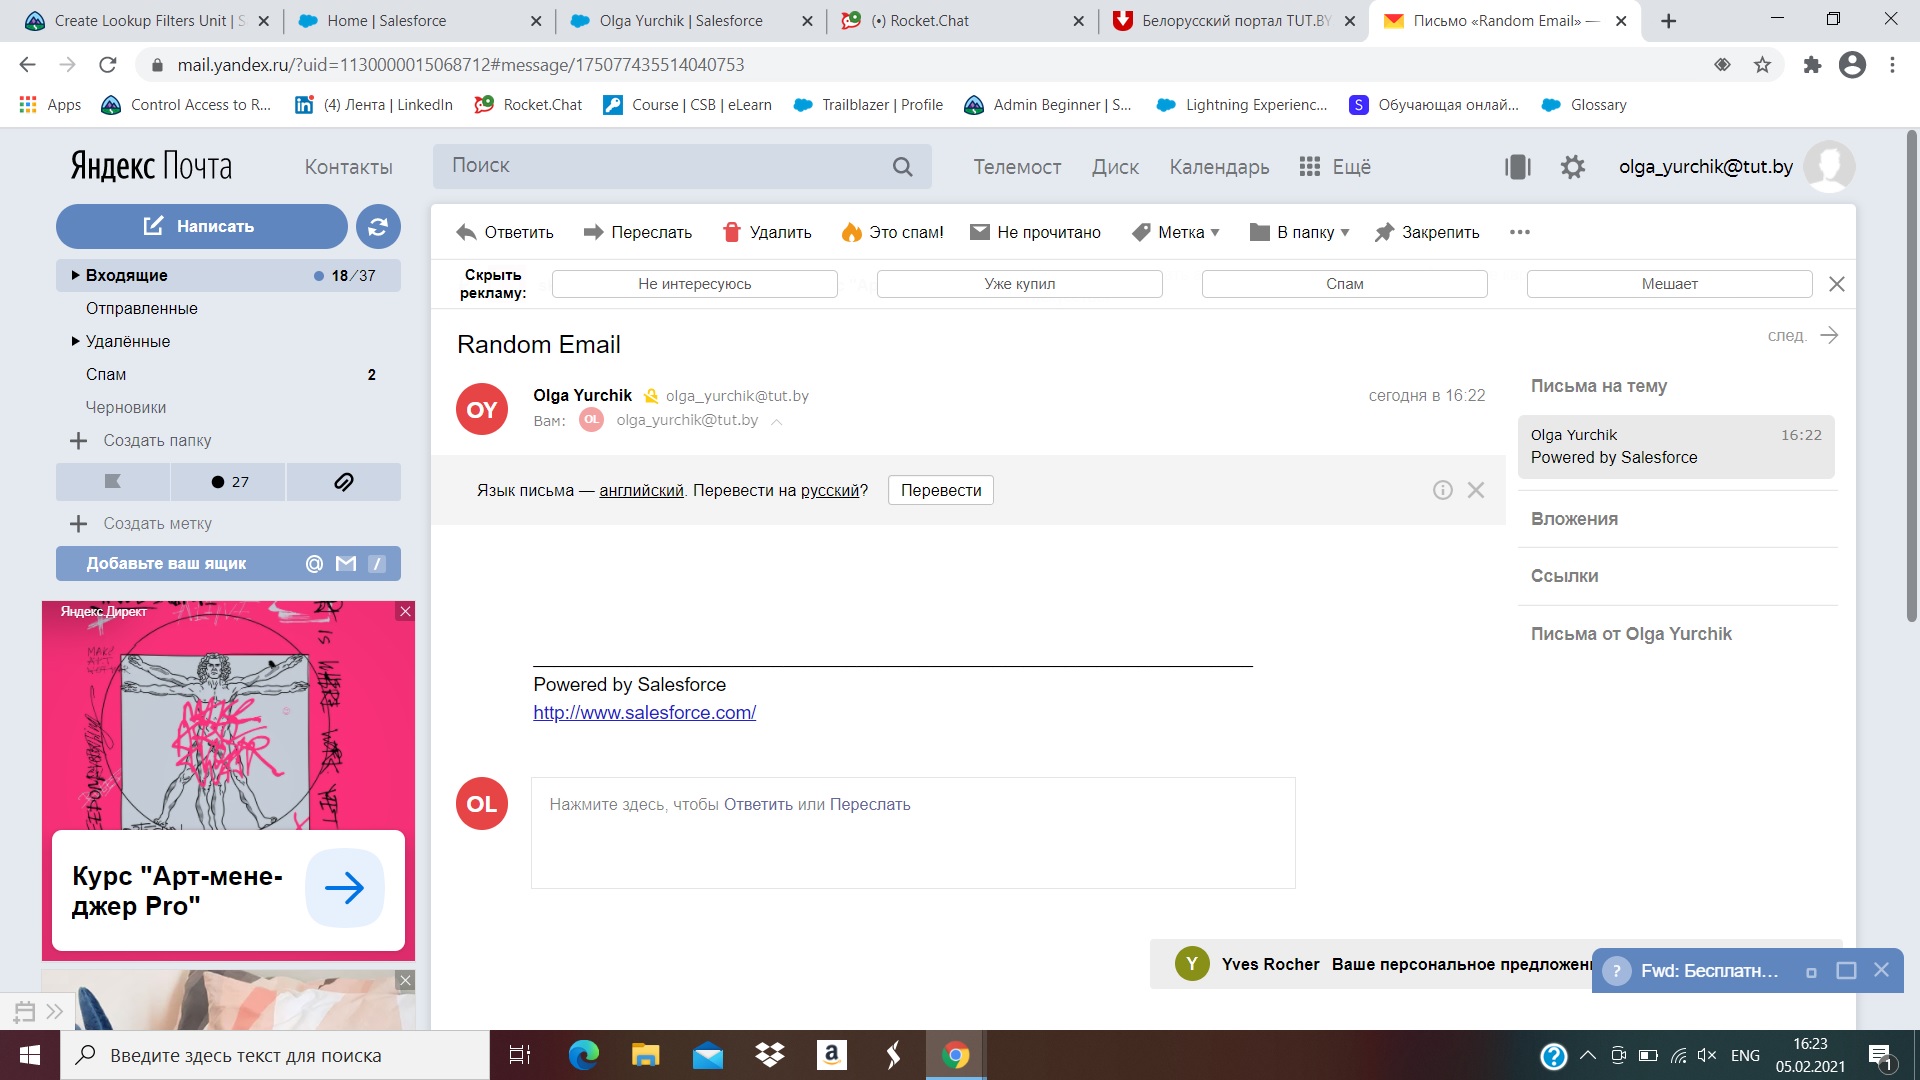 Create Lookup Filters Unit | S
Home | Salesforce
Olga Yurchik | Salesforce
(•) Rocket.Chat
Белорусский портал TUT.BY
Письмо «Random Email» —
mail.yandex.ru/?uid=1130000015068712#message/175077435514040753
Apps
Control Access to R...
(4) Лента | LinkedIn
Rocket.Chat
Course | CSB | eLearn
Trailblazer | Profile
Admin Beginner | S...
Lightning Experienc...
S
Обучающая онлай...
Glossary
Яндекс Почта
Контакты
Поиск
Телемост
Диск
Календарь
Ещё
olga_yurchik@tut.by
Написать
Ответить
Переслать
Удалить
Это спам!
Не прочитано
Метка
В папку
Закрепить
Входящие 18/37
Отправленные
Удалённые
Спам 2
Черновики
Создать папку
27
Создать метку
Добавьте ваш ящик
Скрыть
рекламу:
Не интересуюсь
Уже купил
Спам
Мешает
Random Email
след.
OY
Olga Yurchik olga_yurchik@tut.by
сегодня в 16:22
Вам: OL olga_yurchik@tut.by
Язык письма — английский. Перевести на русский?
Перевести
Письма на тему
Olga Yurchik 16:22
Powered by Salesforce
Вложения
Ссылки
Письма от Olga Yurchik
Powered by Salesforce
http://www.salesforce.com/
OL
Нажмите здесь, чтобы Ответить или Переслать
Яндекс.Директ
Курс "Арт-мене-
джер Pro"
Y
Yves Rocher Ваше персональное предложен
? Fwd: Бесплатн...
Введите здесь текст для поиска
a
?
ENG
16:23
05.02.2021
1